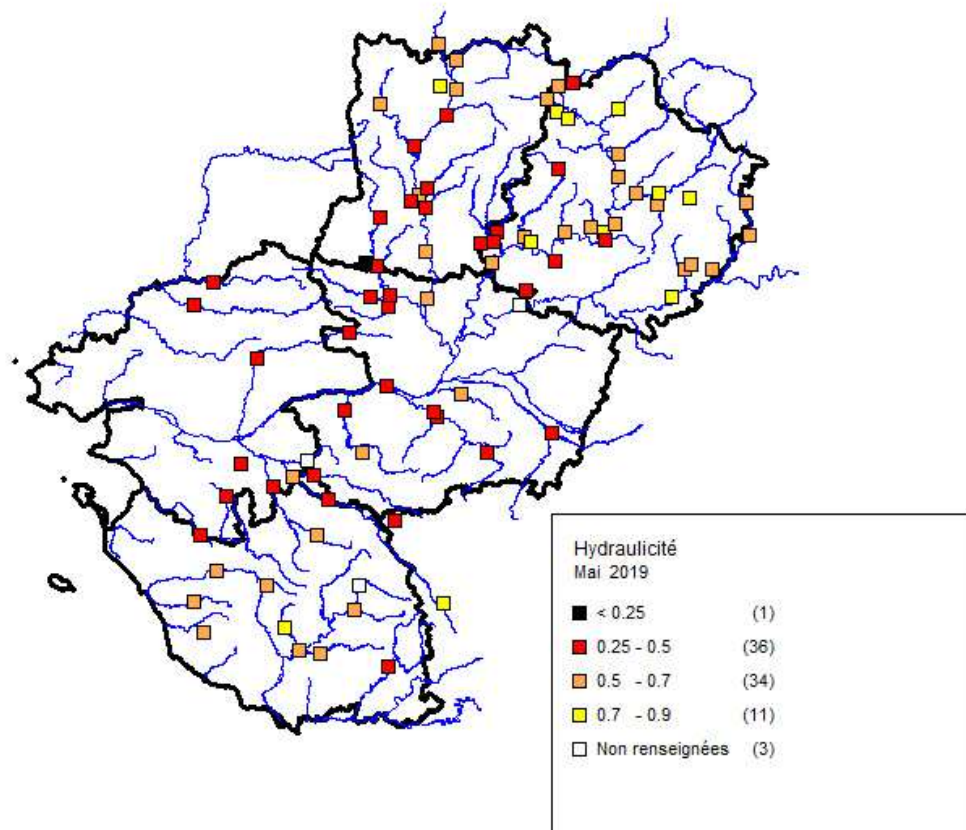 Hydraulicité
Mai 2019
< 0.25 (1)
0.25 - 0.5 (36)
0.5 - 0.7 (34)
0.7 - 0.9 (11)
Non renseignées (3)